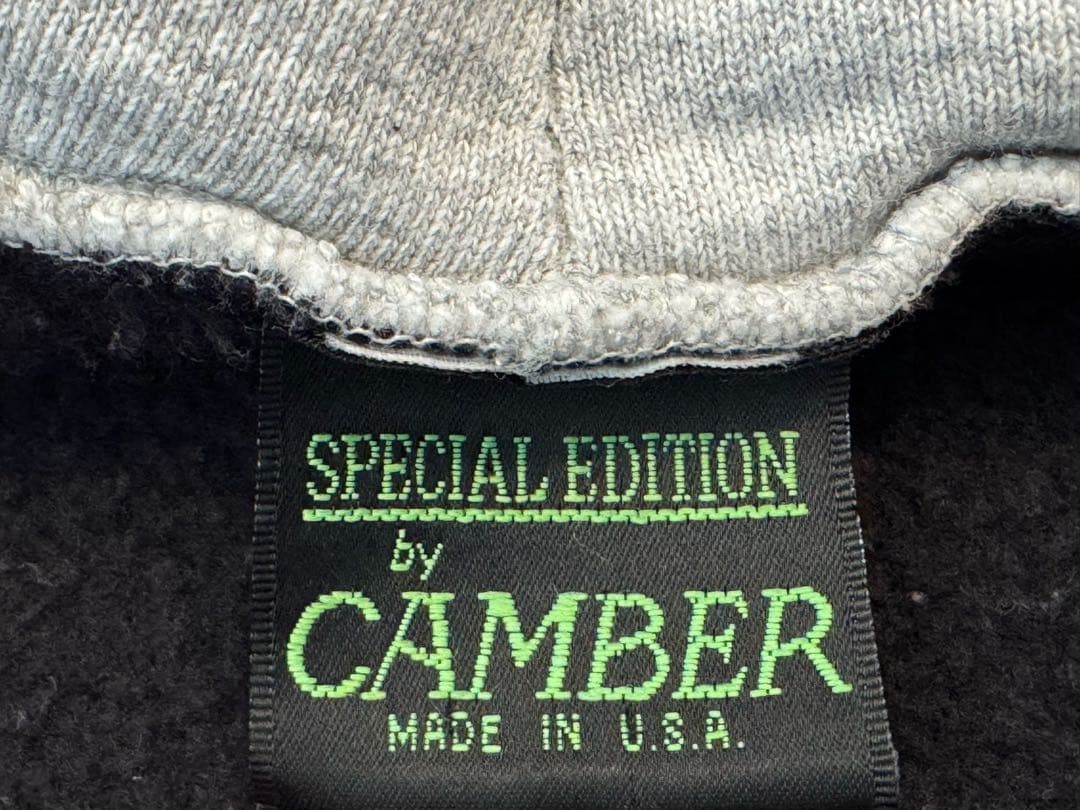 SPECIAL EDITION
by
CAMBER
MADE IN U.S.A.